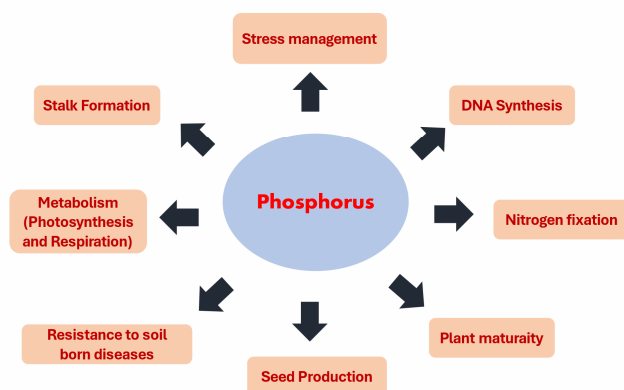 Stress management
Stalk Formation
DNA Synthesis
Phosphorus
Metabolism
(Photosynthesis
and Respiration)
Nitrogen fixation
Resistance to soil
born diseases
Plant maturaity
Seed Production